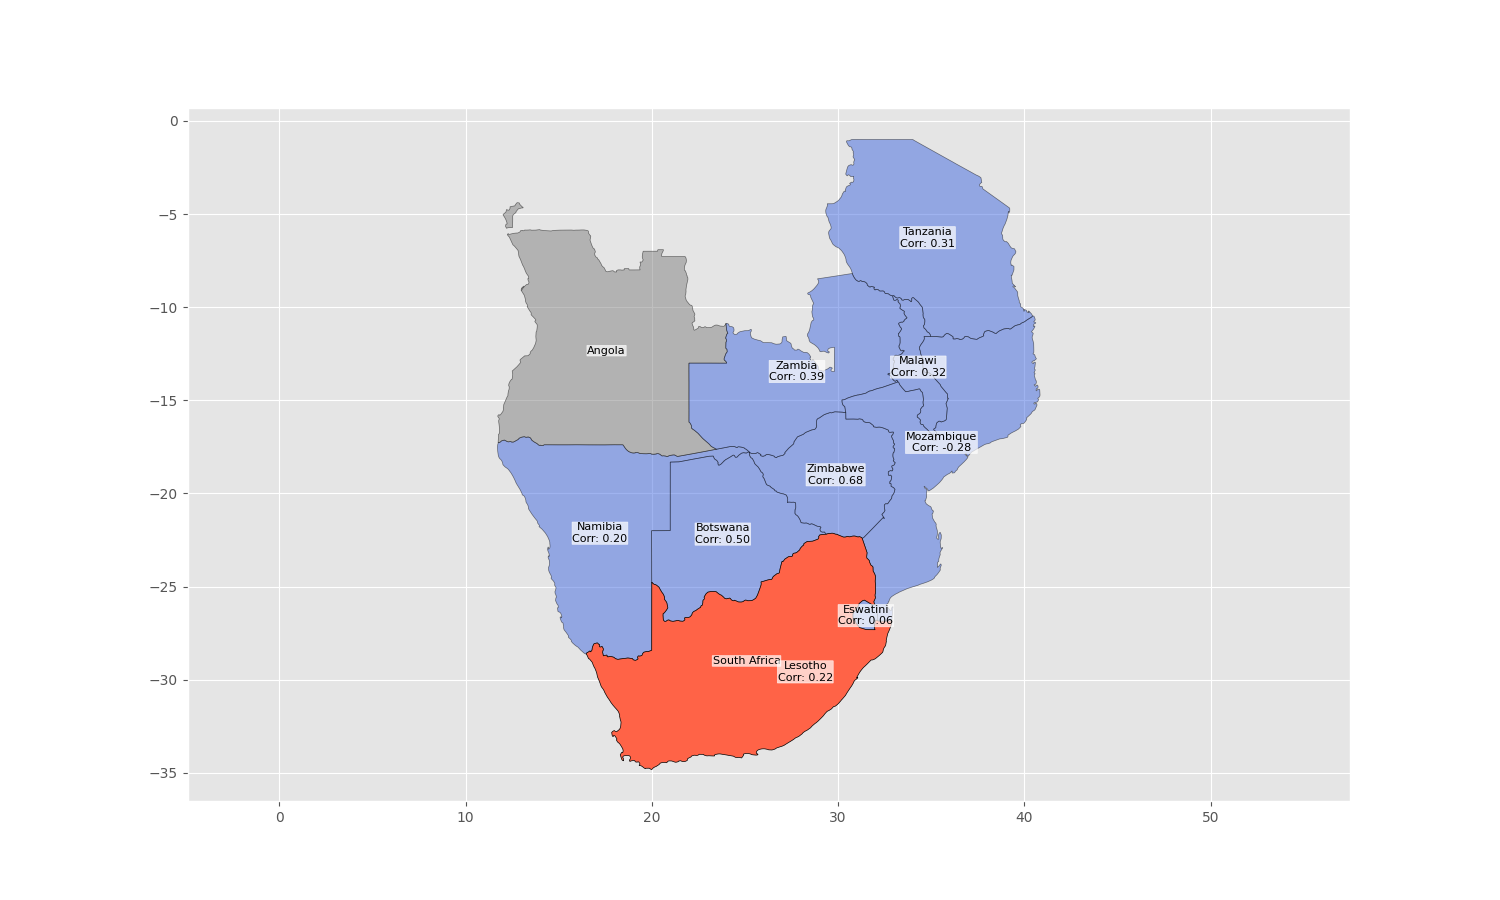 0
−5
Tanzania
Corr: 0.31
−10
Angola
Zambia
Corr: 0.39
Malawi
Corr: 0.32
−15
Mozambique
Corr: -0.28
Zimbabwe
Corr: 0.68
−20
Namibia
Corr: 0.20
Botswana
Corr: 0.50
−25
Eswatini
Corr: 0.06
South Africa
Lesotho
Corr: 0.22
−30
−35
0
10
20
30
40
50